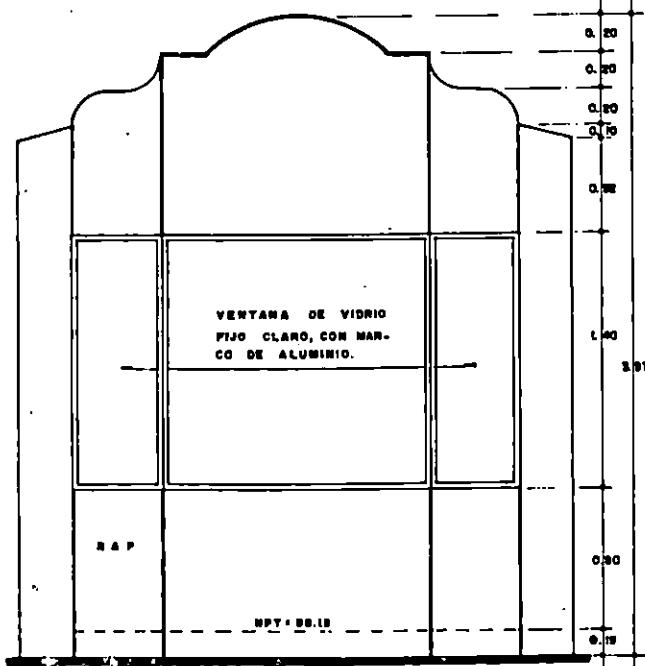 0.20
0.20
0.20
0.10
VENTANA DE VIDRIO
FIJO CLARO, CON MAR-
CO DE ALUMINIO.
1.40
0.80
NPT
0.15